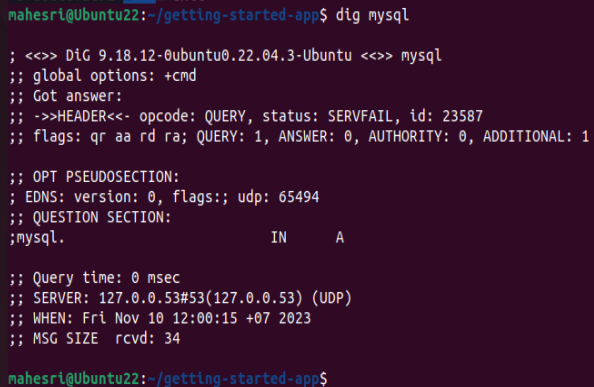 mahesri@Ubuntu22:~/getting-started-app$ dig mysql
; <<>> DiG 9.18.12-0ubuntu0.22.04.3-Ubuntu <<>> mysql
;; global options: +cmd
;; Got answer:
;; ->>HEADER<<- opcode: QUERY, status: SERVFAIL, id: 23587
;; flags: qr aa rd ra; QUERY: 1, ANSWER: 0, AUTHORITY: 0, ADDITIONAL: 1
;; OPT PSEUDOSECTION:
; EDNS: version: 0, flags:; udp: 65494
;; QUESTION SECTION:
;mysql. IN A
;; Query time: 0 msec
;; SERVER: 127.0.0.53#53(127.0.0.53) (UDP)
;; WHEN: Fri Nov 10 12:00:15 +07 2023
;; MSG SIZE rcvd: 34
mahesri@Ubuntu22:~/getting-started-app$